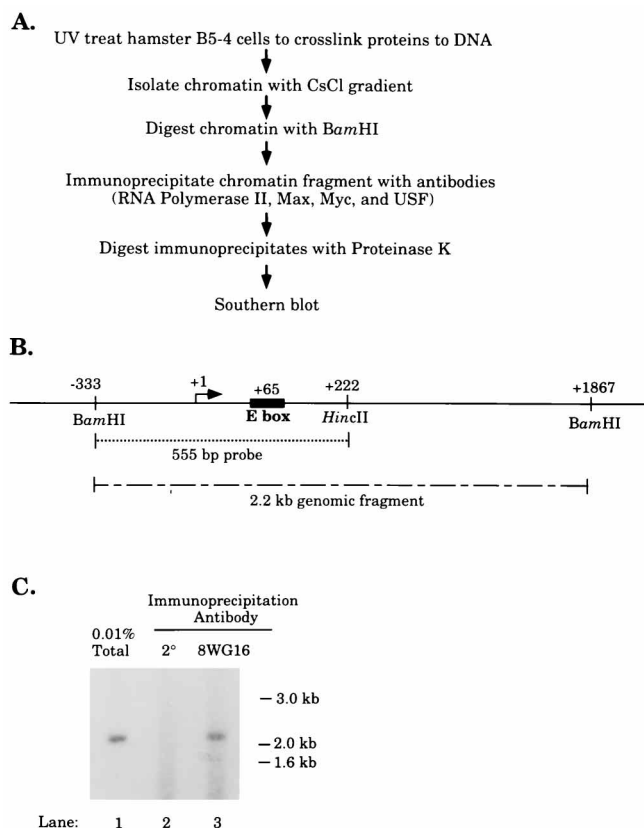 A.
UV treat hamster B5-4 cells to crosslink proteins to DNA
Isolate chromatin with CsCl gradient
Digest chromatin with BamHI
Immunoprecipitate chromatin fragment with antibodies
(RNA Polymerase II, Max, Myc, and USF)
Digest immunoprecipitates with Proteinase K
Southern blot
B.
-333 +1 +65 +222 +1867
BamHI E box HincII BamHI
555 bp probe
2.2 kb genomic fragment
C.
Immunoprecipitation
Antibody
0.01%
Total 2° 8WG16
3.0 kb
2.0 kb
1.6 kb
Lane: 1 2 3